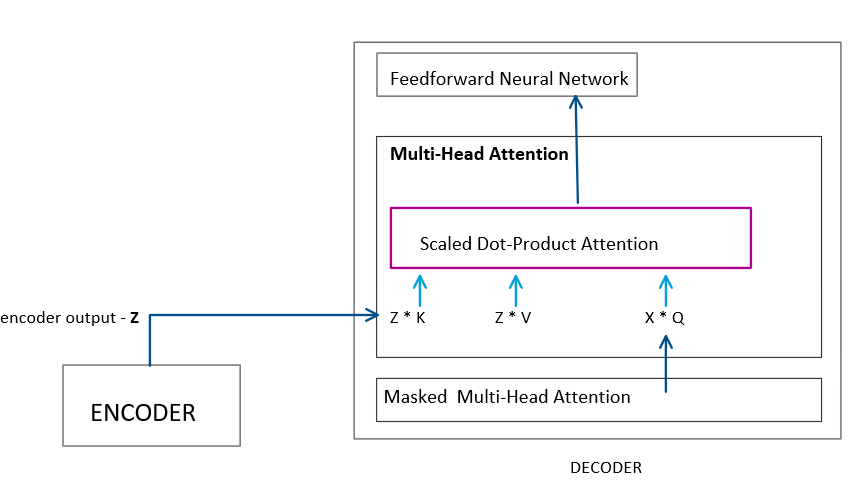 Feedforward Neural Network
Multi-Head Attention
Scaled Dot-Product Attention
encoder output - Z
Z * K
Z * V
X * Q
Masked  Multi-Head Attention
ENCODER
DECODER